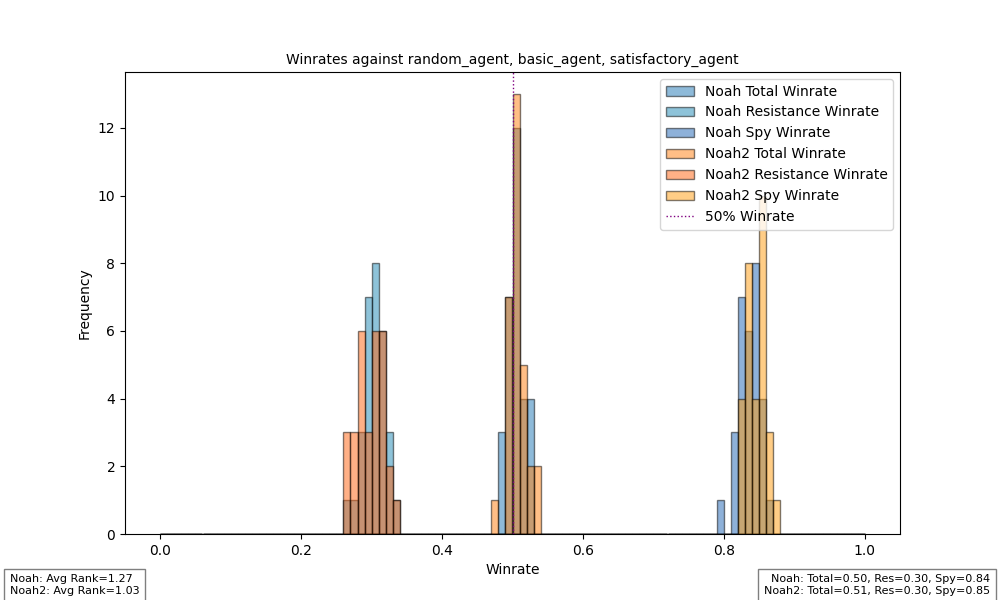 Winrates against random_agent, basic_agent, satisfactory_agent
Noah Total Winrate
Noah Resistance Winrate
Noah Spy Winrate
Noah2 Total Winrate
Noah2 Resistance Winrate
Noah2 Spy Winrate
50% Winrate
Frequency
12
10
8
6
4
2
0
0.0 0.2 0.4 0.6 0.8 1.0
Winrate
Noah: Avg Rank=1.27
Noah2: Avg Rank=1.03
Noah: Total=0.50, Res=0.30, Spy=0.84
Noah2: Total=0.51, Res=0.30, Spy=0.85